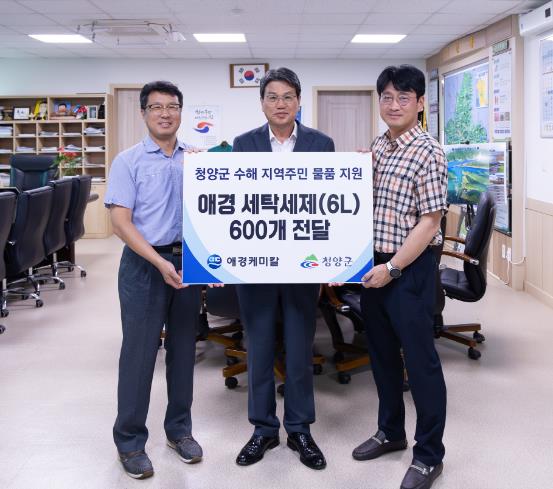 청양군 수해 지역주민 물품 지원
애경 세탁세제(6L)
600개 전달
애경케미칼 청양군